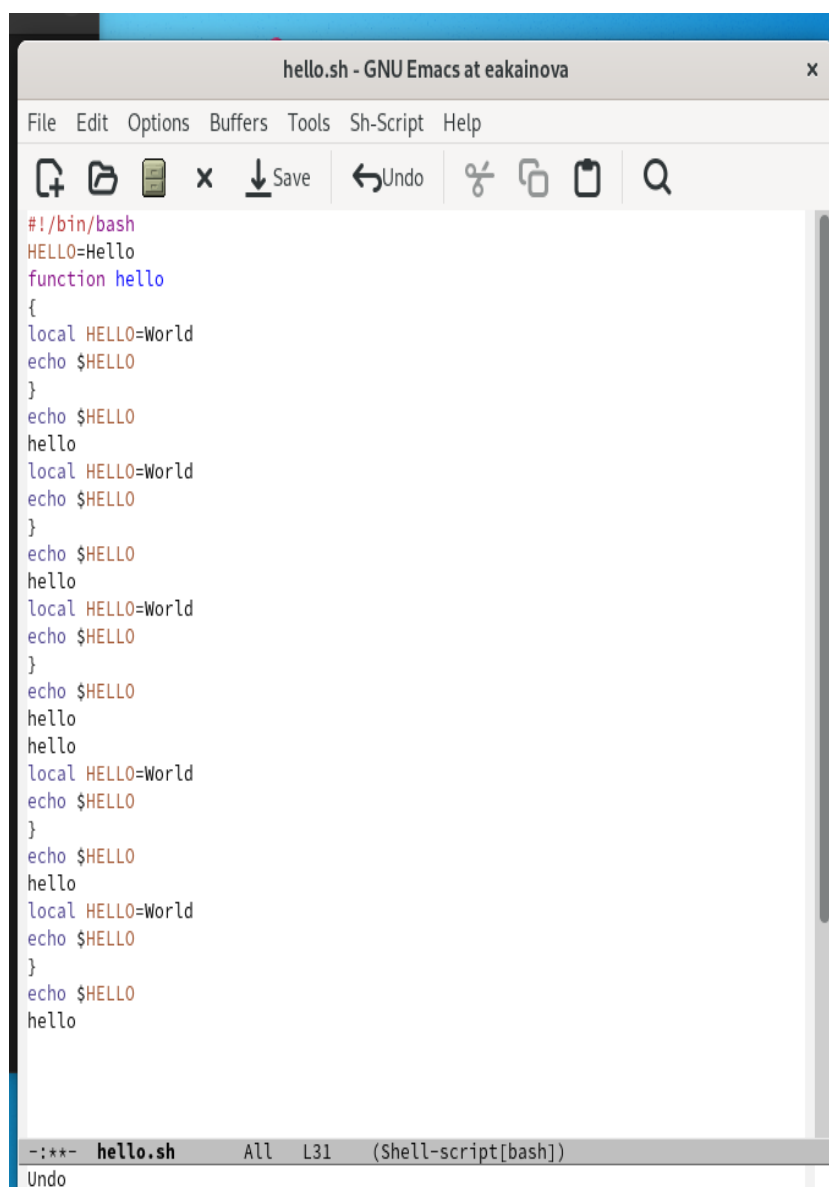 hello.sh - GNU Emacs at eakainova x
File Edit Options Buffers Tools Sh-Script Help
Save Undo
#!/bin/bash
HELLO=Hello
function hello
{
local HELLO=World
echo $HELLO
}
echo $HELLO
hello
local HELLO=World
echo $HELLO
}
echo $HELLO
hello
local HELLO=World
echo $HELLO
}
echo $HELLO
hello
hello
local HELLO=World
echo $HELLO
}
echo $HELLO
hello
local HELLO=World
echo $HELLO
}
echo $HELLO
hello
-:**- hello.sh All L31 (Shell-script[bash])
Undo